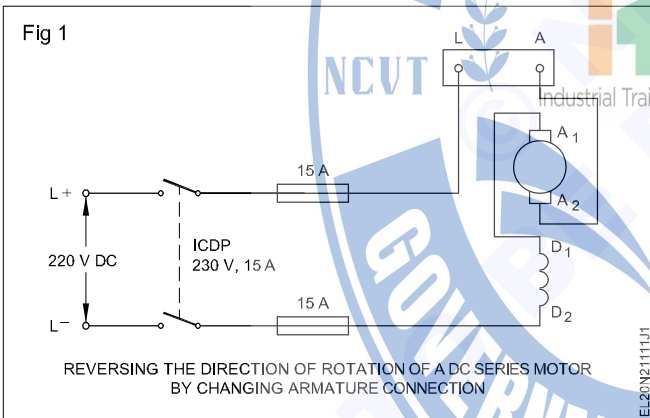 Fig 1
L A
NCVT
Industrial Trai
A1
15 A
L+
A2
ICDP
230 V, 15 A
220 V DC
D1
15 A
D2
L−
GOVERN
REVERSING THE DIRECTION OF ROTATION OF A DC SERIES MOTOR
BY CHANGING ARMATURE CONNECTION
EL20N21111J1